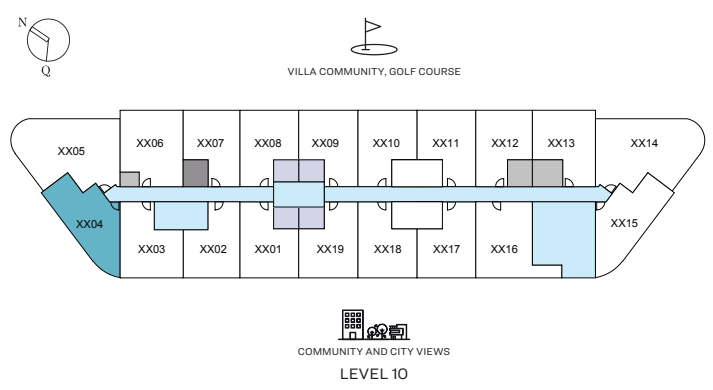 N
Q
VILLA COMMUNITY, GOLF COURSE
XX05
XX06
XX07
XX08
XX09
XX10
XX11
XX12
XX13
XX14
XX04
XX03
XX02
XX01
XX19
XX18
XX17
XX16
XX15
COMMUNITY AND CITY VIEWS
LEVEL 10